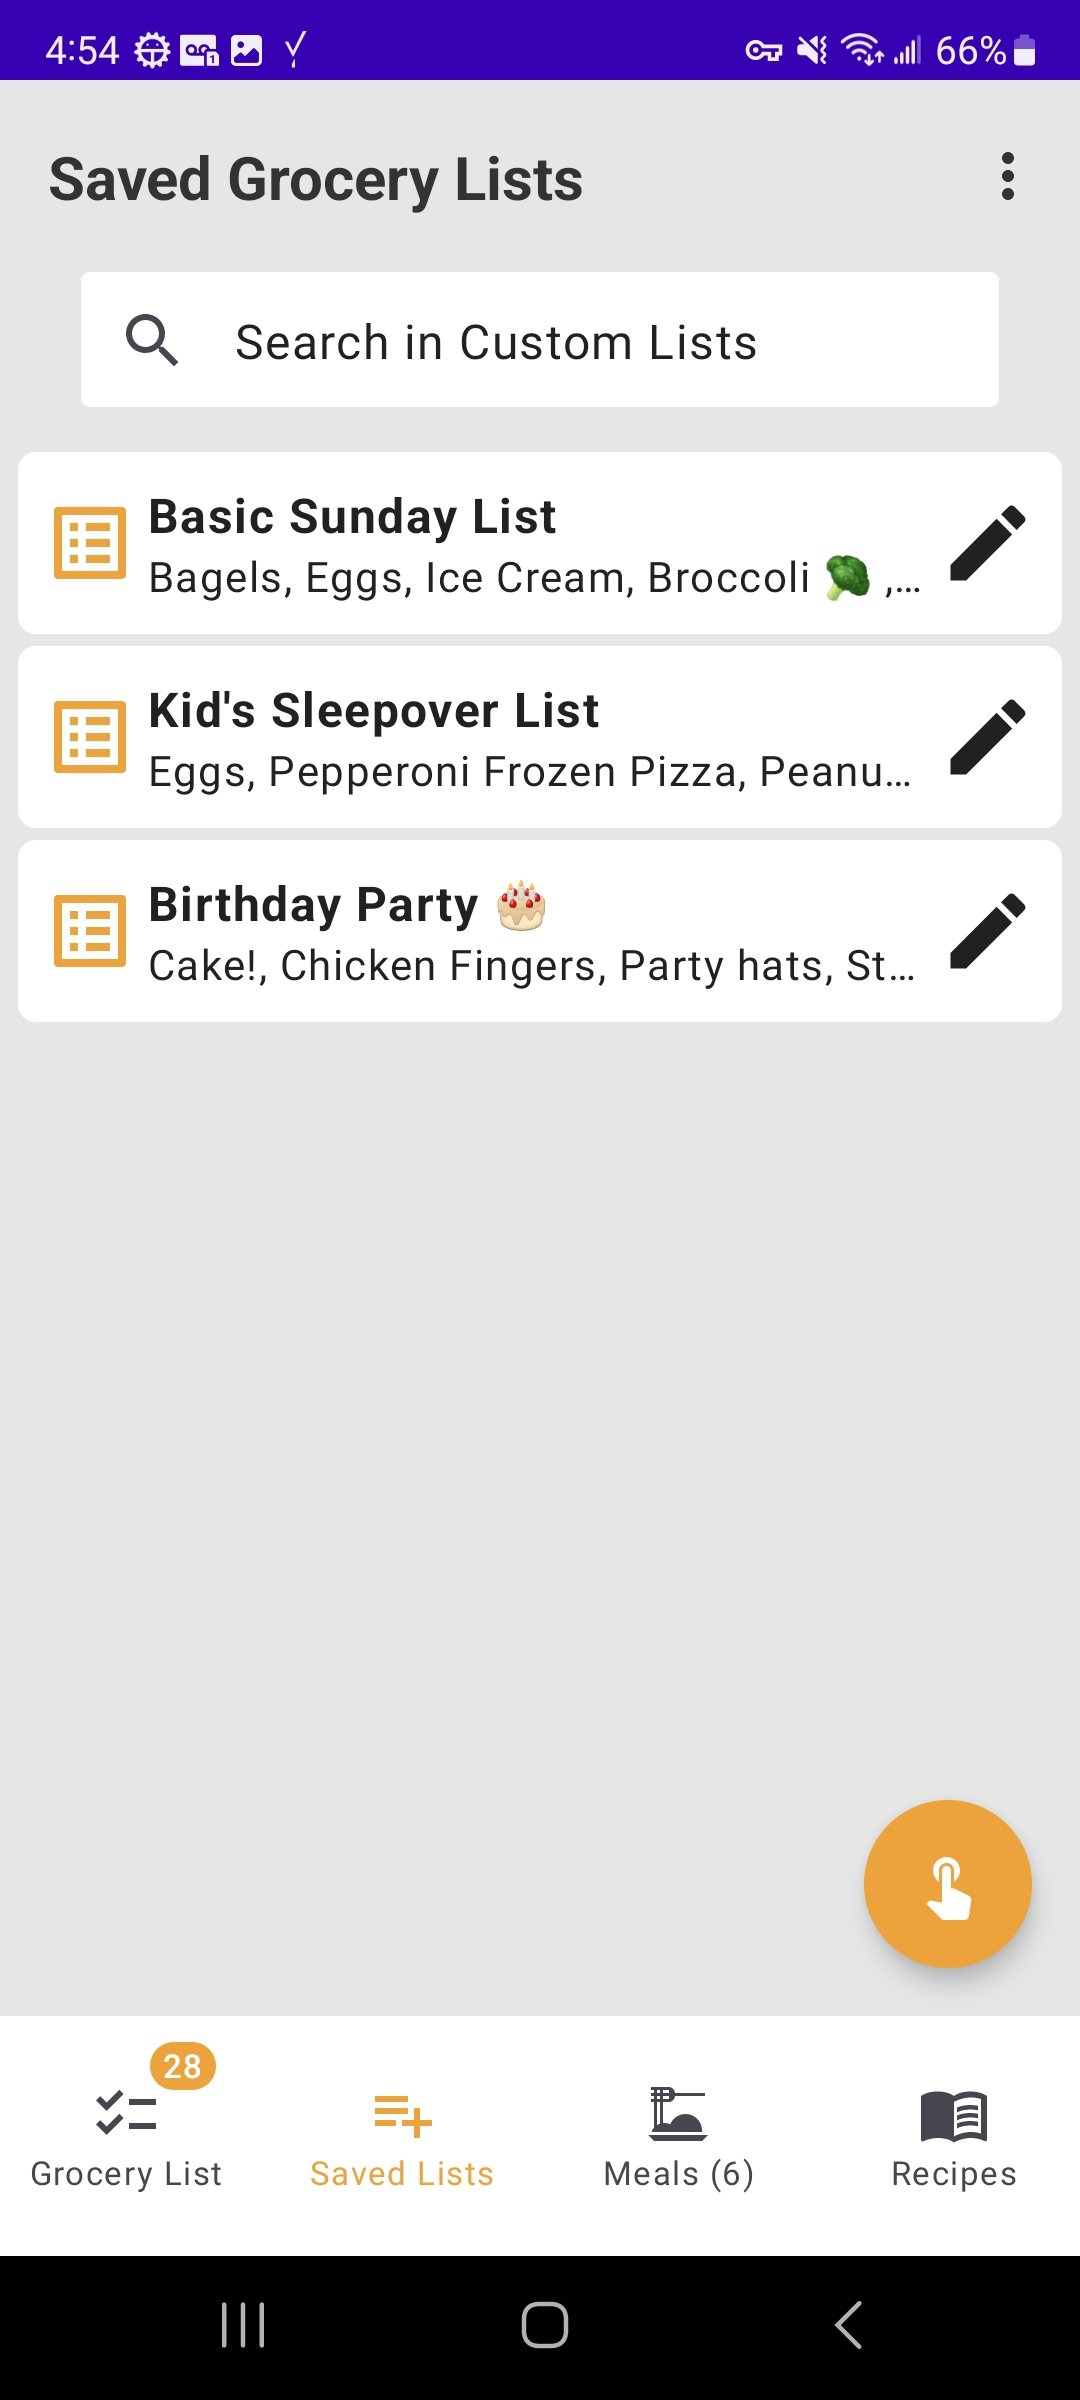 4:54
66%
Saved Grocery Lists
Search in Custom Lists
Basic Sunday List
Bagels, Eggs, Ice Cream, Broccoli 🥦 ,...
Kid's Sleepover List
Eggs, Pepperoni Frozen Pizza, Peanu...
Birthday Party 🎂
Cake!, Chicken Fingers, Party hats, St...
28
Grocery List
Saved Lists
Meals (6)
Recipes